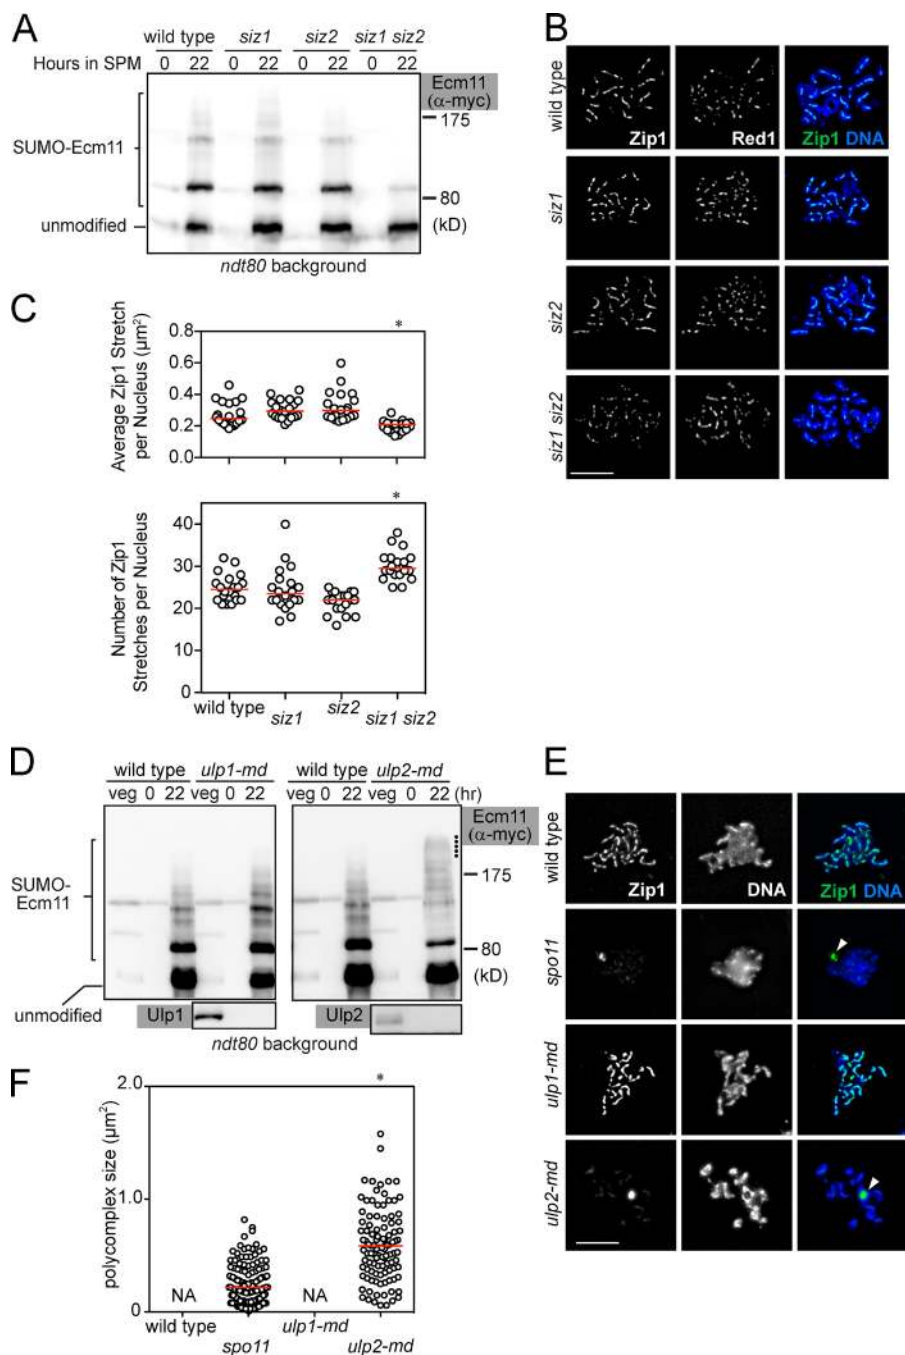 A
wild type siz1 siz2 siz1 siz2
Hours in SPM 0 22 0 22 0 22 0 22
Ecm11
(α-myc)
175
SUMO-Ecm11
80
unmodified
(kD)
ndt80 background
B
wild type
Zip1 Red1 Zip1 DNA
siz1
siz2
siz1 siz2
C
Average Zip1 Stretch
per Nucleus (µm²)
0.8
0.6
0.4
0.2
0.0
*
Number of Zip1
Stretches per Nucleus
40
30
20
10
0
*
wild type siz1 siz2 siz1 siz2
D
wild type ulp1-md wild type ulp2-md
veg 0 22 veg 0 22 veg 0 22 veg 0 22 (hr)
Ecm11
(α-myc)
175
SUMO-
Ecm11
80
(kD)
unmodified
Ulp1 Ulp2
ndt80 background
E
wild type
Zip1 DNA Zip1 DNA
spo11
ulp1-md
ulp2-md
F
polycomplex size (µm²)
2.0
1.0
0
*
NA NA
wild type spo11 ulp1-md ulp2-md